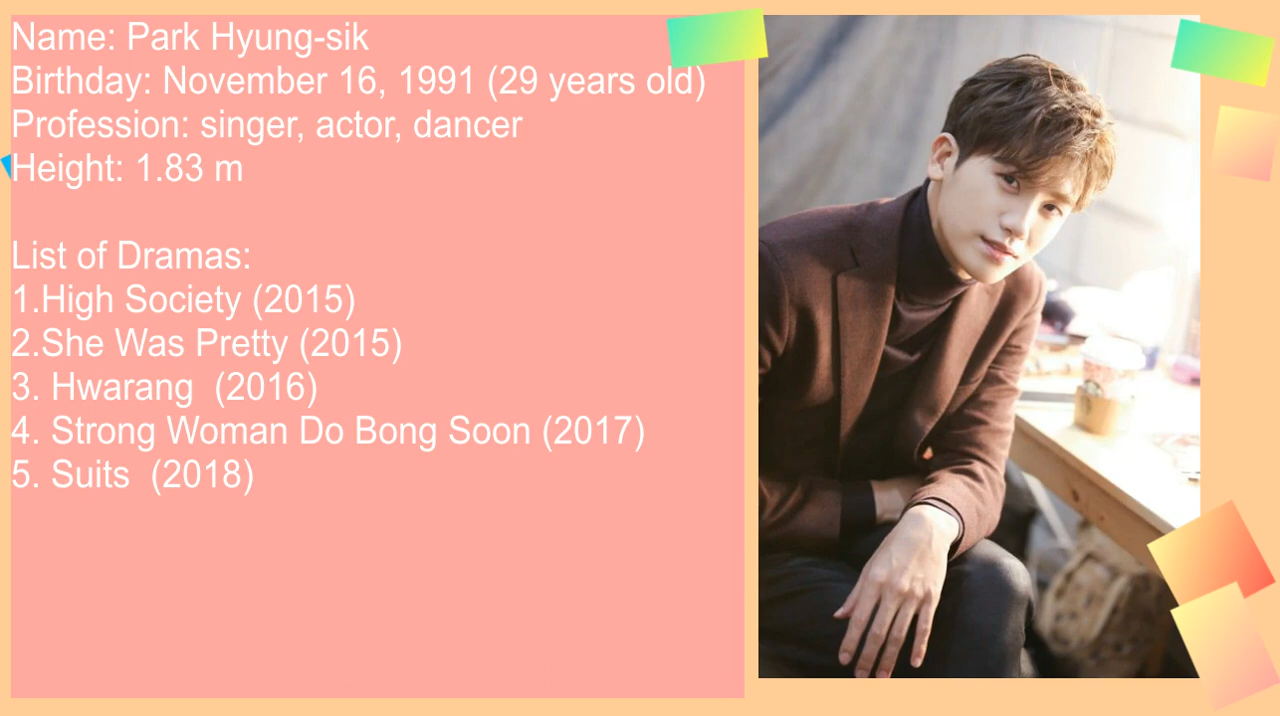 Name: Park Hyung-sik
Birthday: November 16, 1991 (29 years old)
Profession: singer, actor, dancer
Height: 1.83 m
List of Dramas:
1.High Society (2015)
2.She Was Pretty (2015)
3. Hwarang  (2016)
4. Strong Woman Do Bong Soon (2017)
5. Suits  (2018)